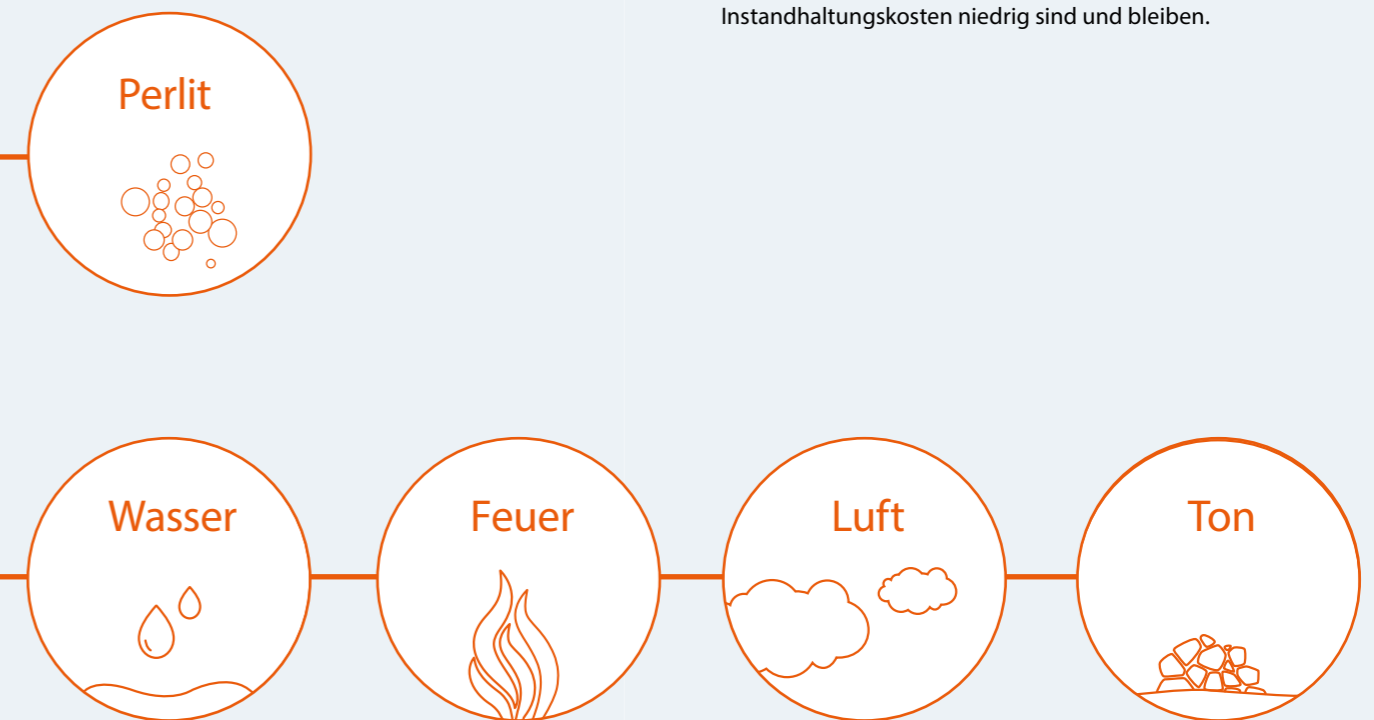 Instandhaltungskosten niedrig sind und bleiben.
Perlit
Wasser
Feuer
Luft
Ton